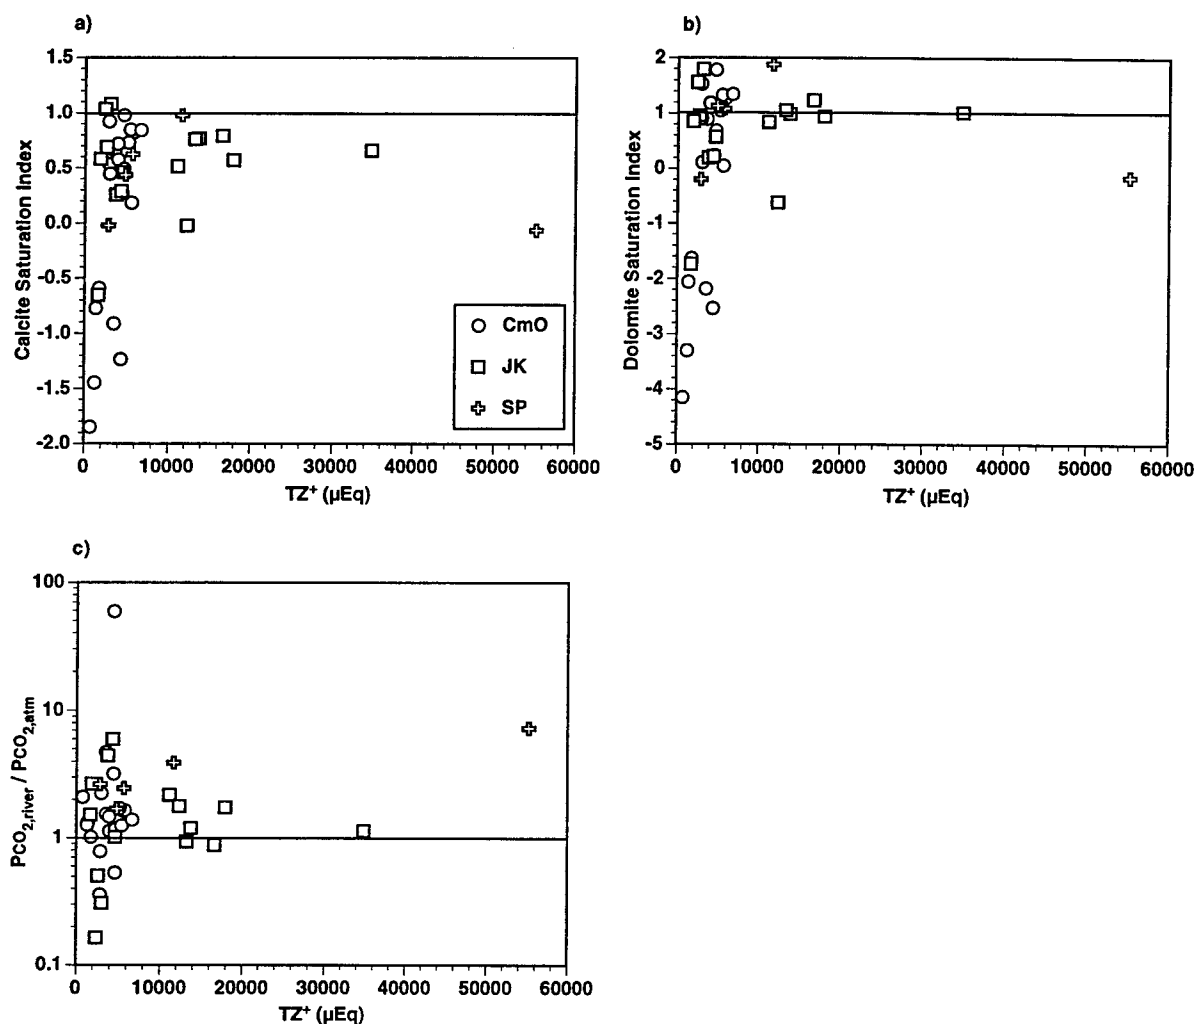 a)
1.5
1.0
0.5
0.0
-0.5
-1.0
-1.5
-2.0
Calcite Saturation Index
0 10000 20000 30000 40000 50000 60000
TZ⁺ (μEq)
CmO
JK
SP
b)
2
1
0
-1
-2
-3
-4
-5
Dolomite Saturation Index
0 10000 20000 30000 40000 50000 60000
TZ⁺ (μEq)
c)
100
10
1
0.1
PCO₂,river / PCO₂,atm
0 10000 20000 30000 40000 50000 60000
TZ⁺ (μEq)